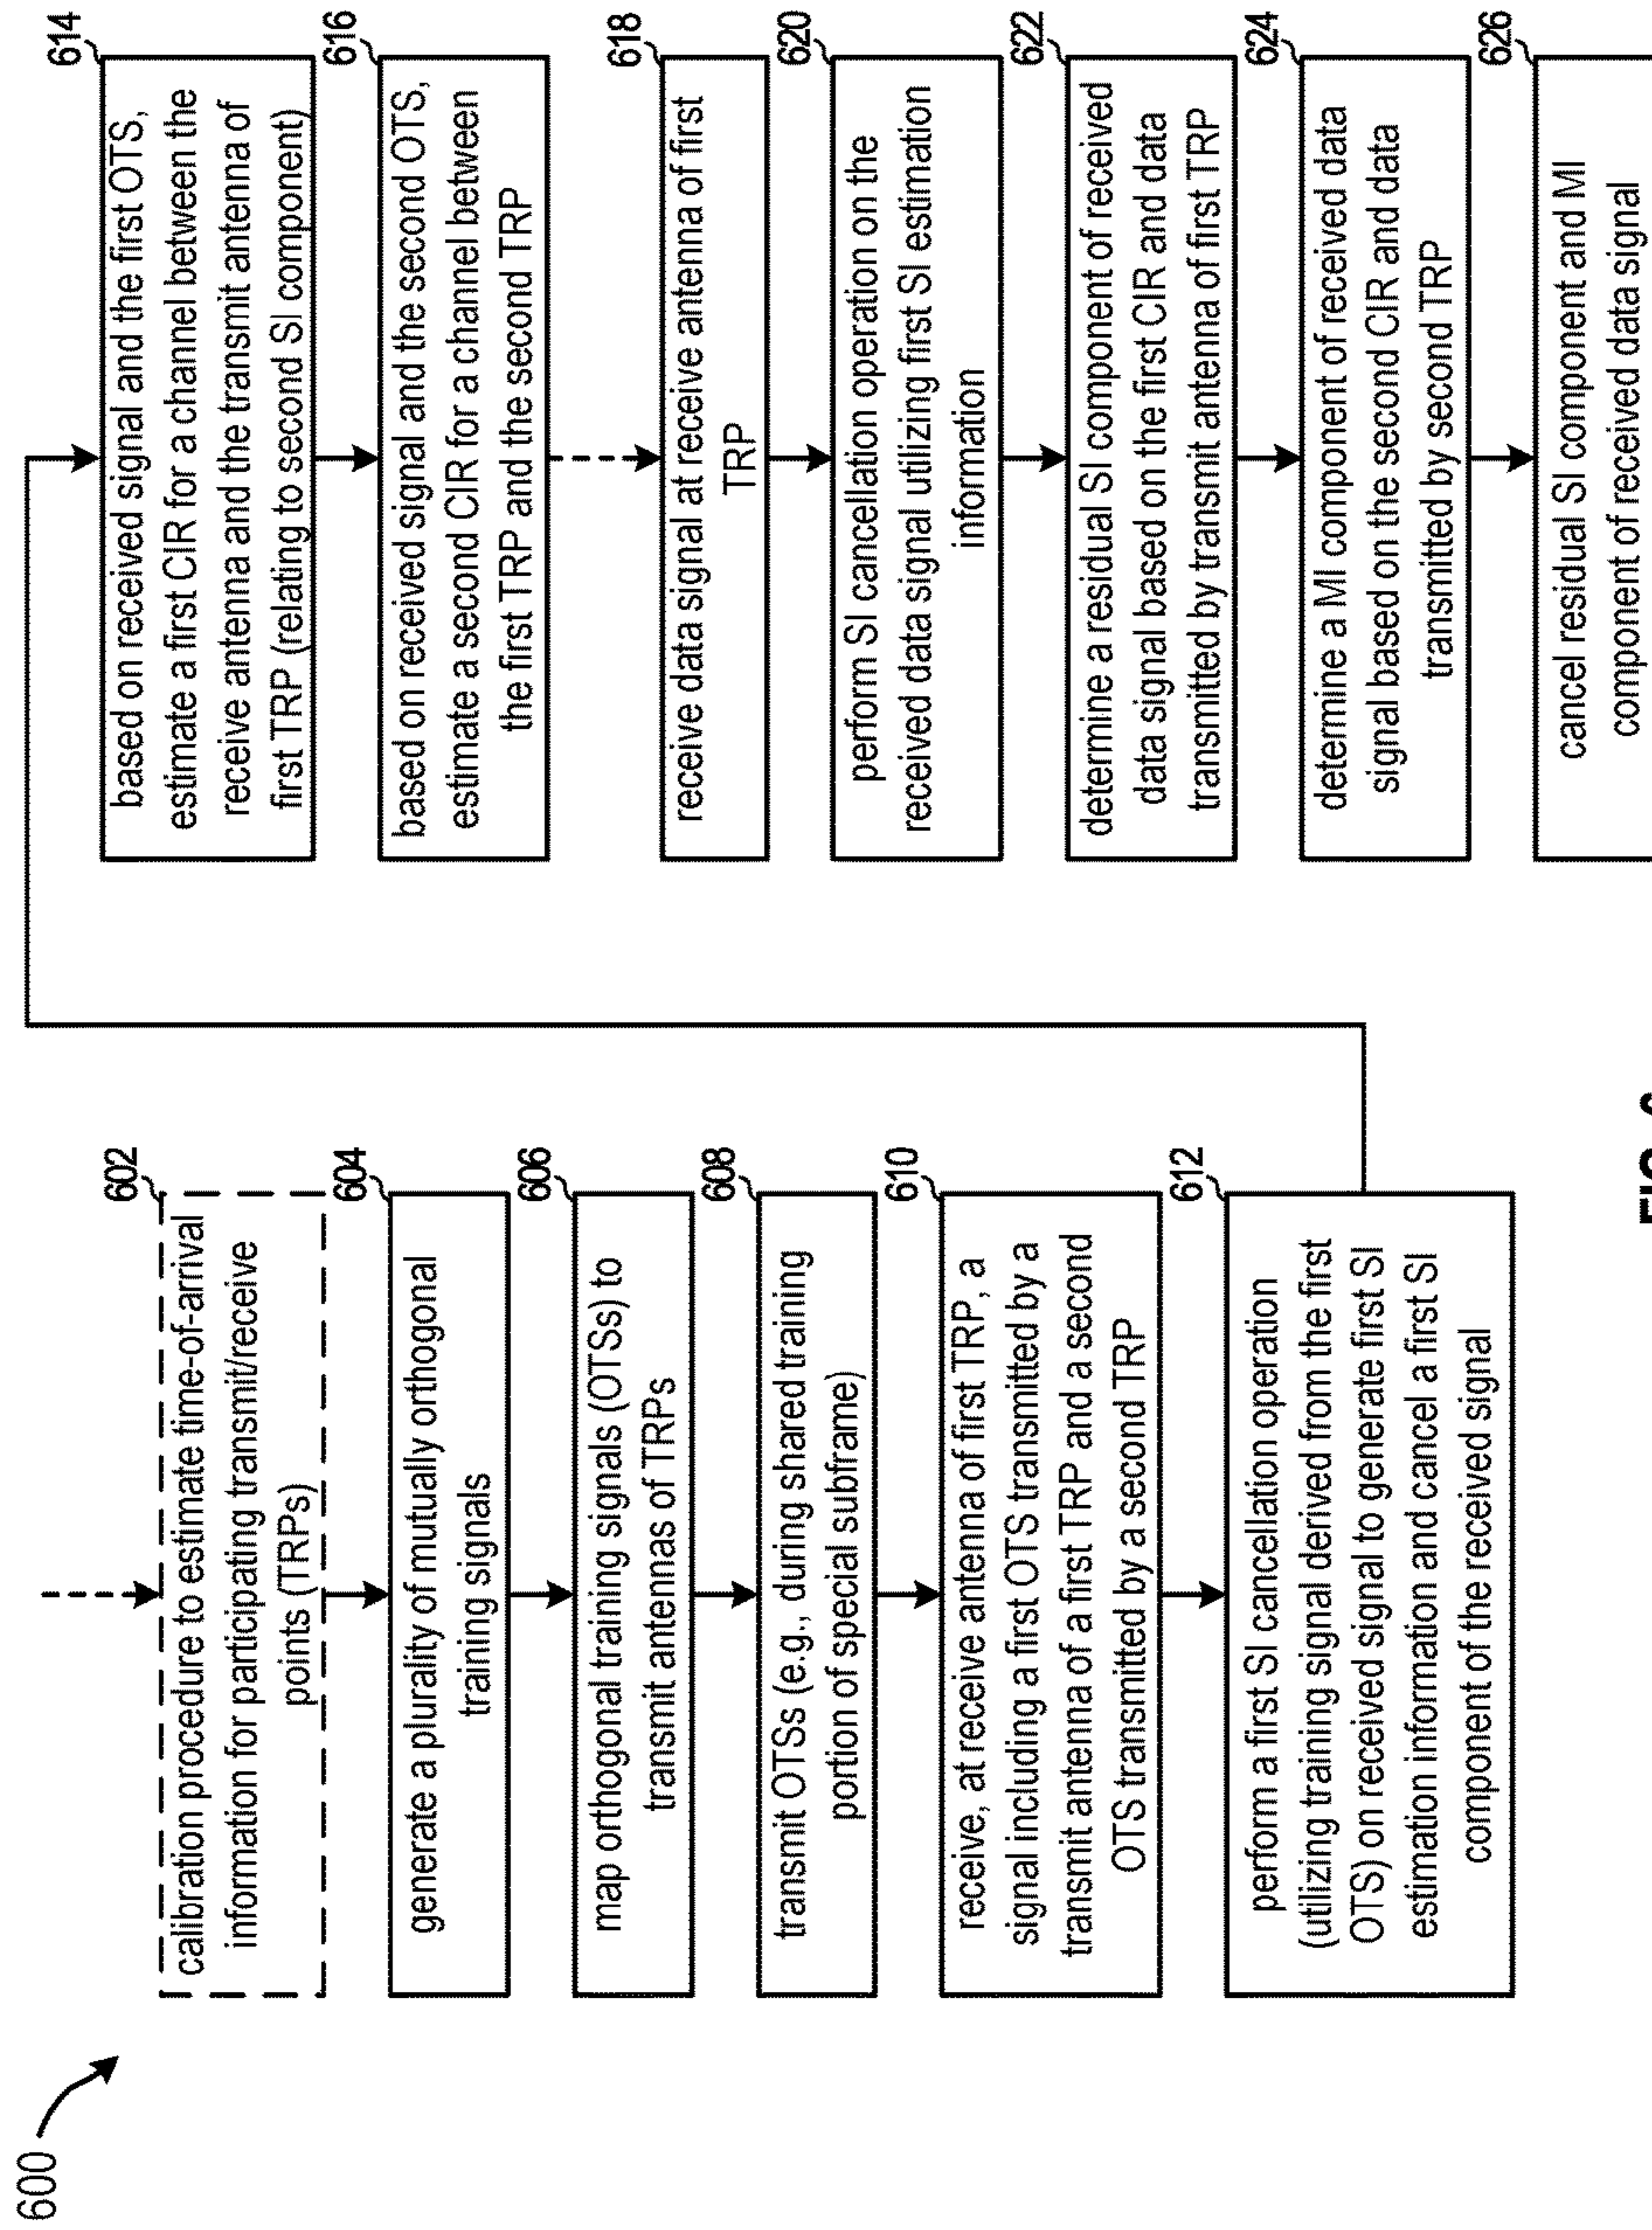 600
602
calibration procedure to estimate time-of-arrival
information for participating transmit/receive
points (TRPs)
604
generate a plurality of mutually orthogonal
training signals
606
map orthogonal training signals (OTSs) to
transmit antennas of TRPs
608
transmit OTSs (e.g., during shared training
portion of special subframe)
610
receive, at receive antenna of first TRP, a
signal including a first OTS transmitted by a
transmit antenna of a first TRP and a second
OTS transmitted by a second TRP
612
perform a first SI cancellation operation
(utilizing training signal derived from the first
OTS) on received signal to generate first SI
estimation information and cancel a first SI
component of the received signal
614
based on received signal and the first OTS,
estimate a first CIR for a channel between the
receive antenna and the transmit antenna of
first TRP (relating to second SI component)
616
based on received signal and the second OTS,
estimate a second CIR for a channel between
the first TRP and the second TRP
618
receive data signal at receive antenna of first
TRP
620
perform SI cancellation operation on the
received data signal utilizing first SI estimation
information
622
determine a residual SI component of received
data signal based on the first CIR and data
transmitted by transmit antenna of first TRP
624
determine a MI component of received data
signal based on the second CIR and data
transmitted by second TRP
626
cancel residual SI component and MI
component of received data signal
FIG.